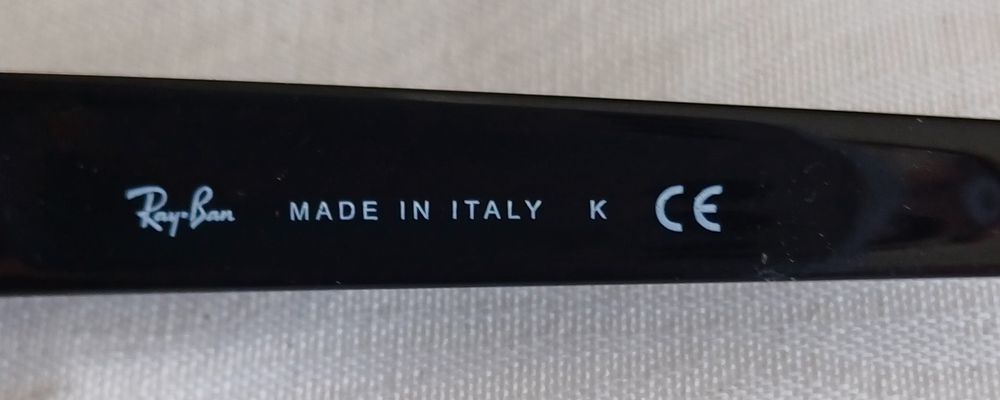 Ray-Ban MADE IN ITALY K CE